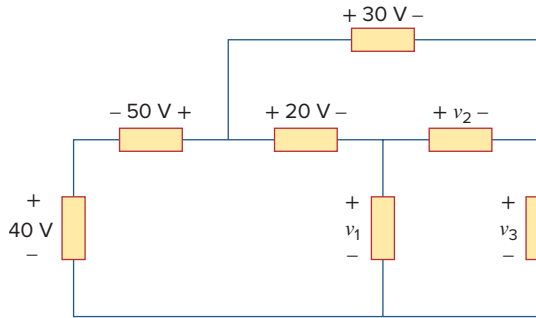 + 30 V –
– 50 V +
+ 20 V –
+ v2 –
+
40 V
–
+
v1
–
+
v3
–